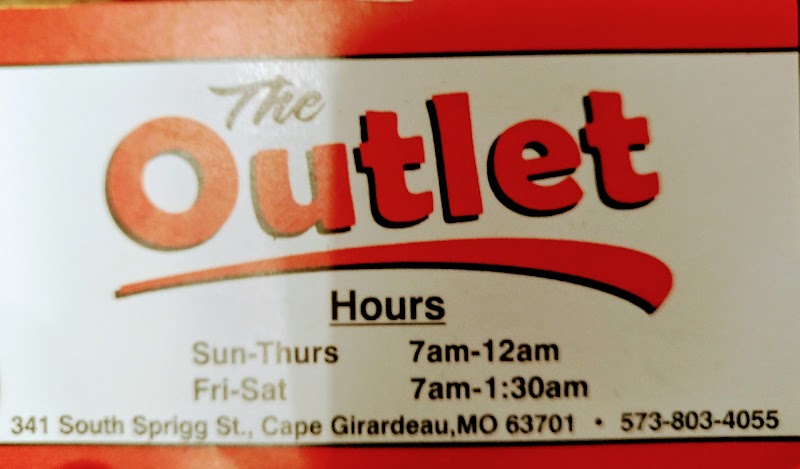 The
Outlet
Hours
Sun-Thurs 7am-12am
Fri-Sat 7am-1:30am
341 South Sprigg St., Cape Girardeau,MO 63701 • 573-803-4055